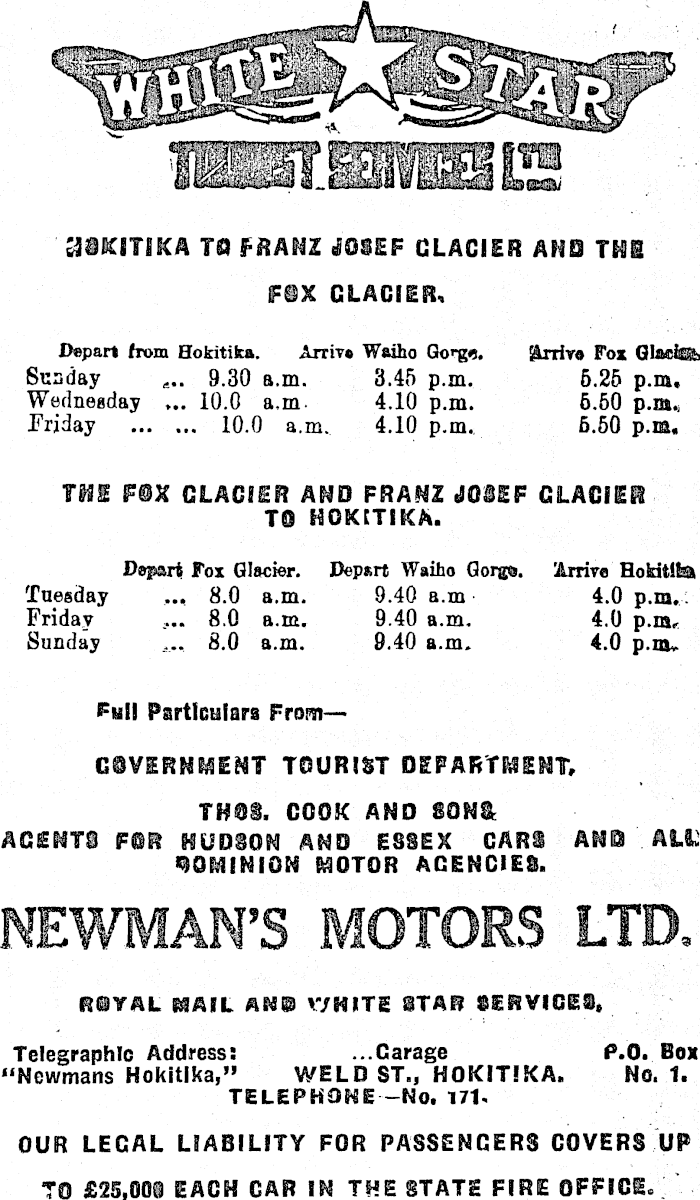 WHITE STAR
HOKITIKA TO FRANZ JOSEF GLACIER AND THE
FOX GLACIER.
Depart from Hokitika. Arrive Waiho Gorge. Arrive Fox Glacier.
Sunday ... 9.30 a.m. 3.45 p.m. 5.25 p.m.
Wednesday ... 10.0 a.m. 4.10 p.m. 5.50 p.m.
Friday ... ... 10.0 a.m. 4.10 p.m. 5.50 p.m.
THE FOX GLACIER AND FRANZ JOSEF GLACIER
TO HOKITIKA.
Depart Fox Glacier. Depart Waiho Gorge. Arrive Hokitika
Tuesday ... 8.0 a.m. 9.40 a.m. 4.0 p.m.
Friday ... 8.0 a.m. 9.40 a.m. 4.0 p.m.
Sunday ... 8.0 a.m. 9.40 a.m. 4.0 p.m.
Full Particulars From—
GOVERNMENT TOURIST DEPARTMENT,
THOS. COOK AND SONS
AGENTS FOR HUDSON AND ESSEX CARS AND ALL
DOMINION MOTOR AGENCIES.
NEWMAN'S MOTORS LTD.
ROYAL MAIL AND WHITE STAR SERVICES,
Telegraphic Address: ...Garage P.O. Box
"Newmans Hokitika," WELD ST., HOKITIKA. No. 1.
TELEPHONE—No. 171.
OUR LEGAL LIABILITY FOR PASSENGERS COVERS UP
TO £25,000 EACH CAR IN THE STATE FIRE OFFICE.